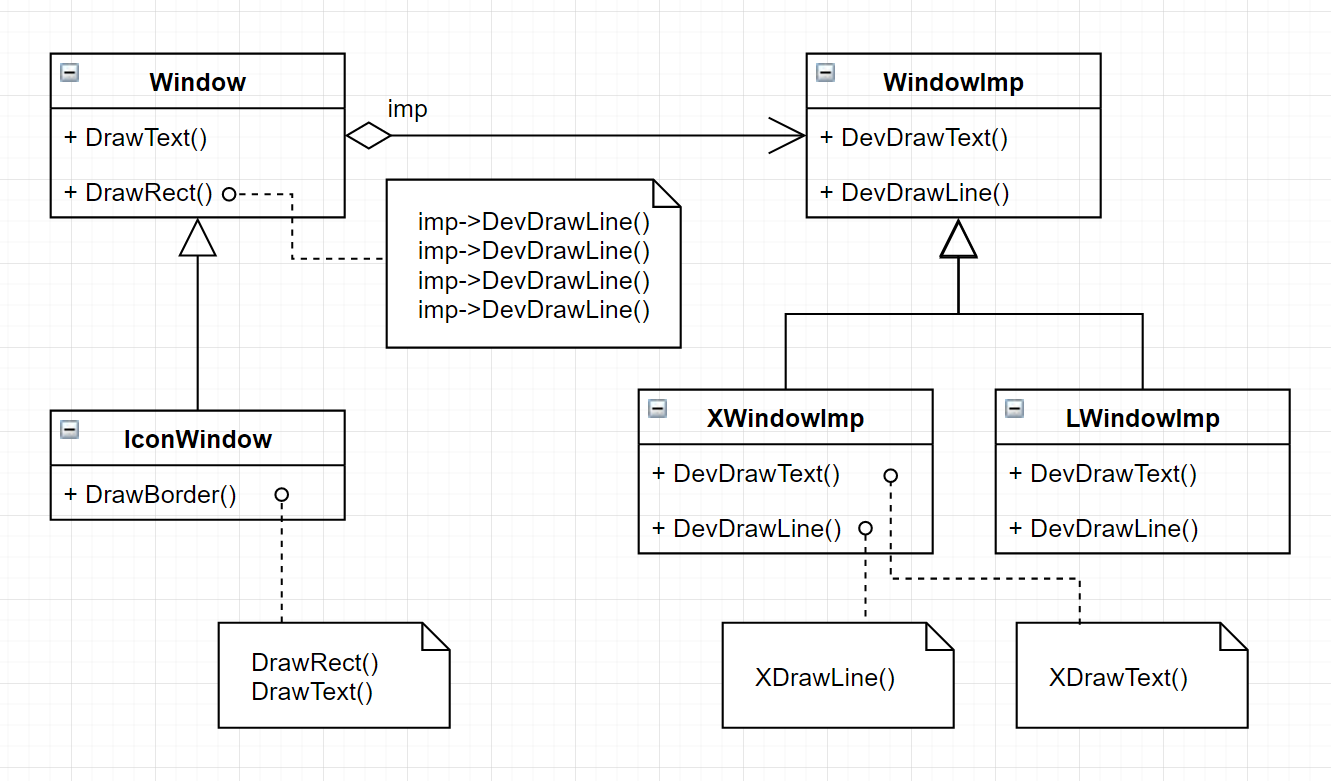 Window
+ DrawText()
+ DrawRect()
imp
WindowImp
+ DevDrawText()
+ DevDrawLine()
imp->DevDrawLine()
imp->DevDrawLine()
imp->DevDrawLine()
imp->DevDrawLine()
IconWindow
+ DrawBorder()
XWindowImp
+ DevDrawText()
+ DevDrawLine()
LWindowImp
+ DevDrawText()
+ DevDrawLine()
DrawRect()
DrawText()
XDrawLine()
XDrawText()